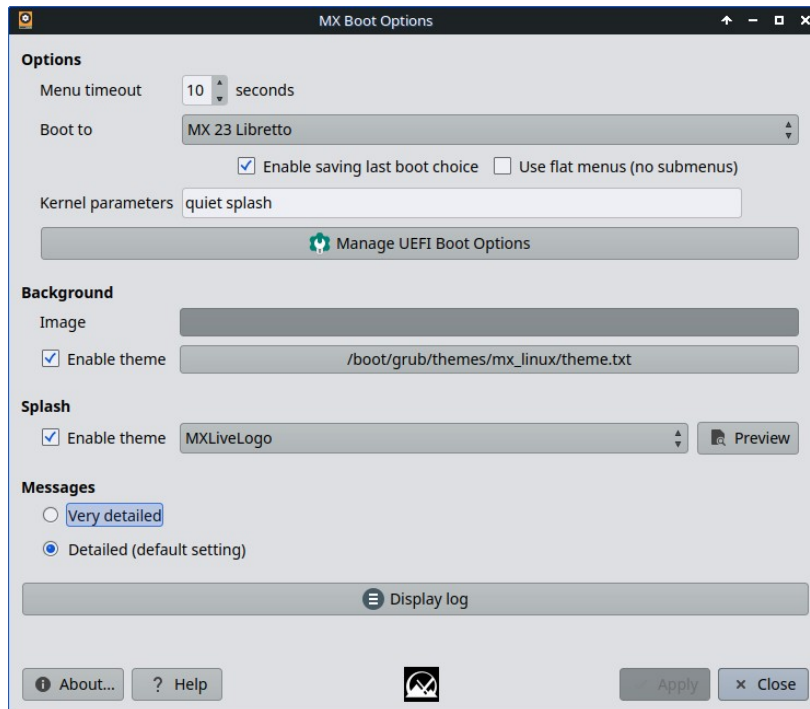 MX Boot Options
Options
Menu timeout 10 seconds
Boot to MX 23 Libretto
Enable saving last boot choice Use flat menus (no submenus)
Kernel parameters quiet splash
Manage UEFI Boot Options
Background
Image
Enable theme /boot/grub/themes/mx_linux/theme.txt
Splash
Enable theme MXLiveLogo Preview
Messages
Very detailed
Detailed (default setting)
Display log
About... ? Help Apply Close